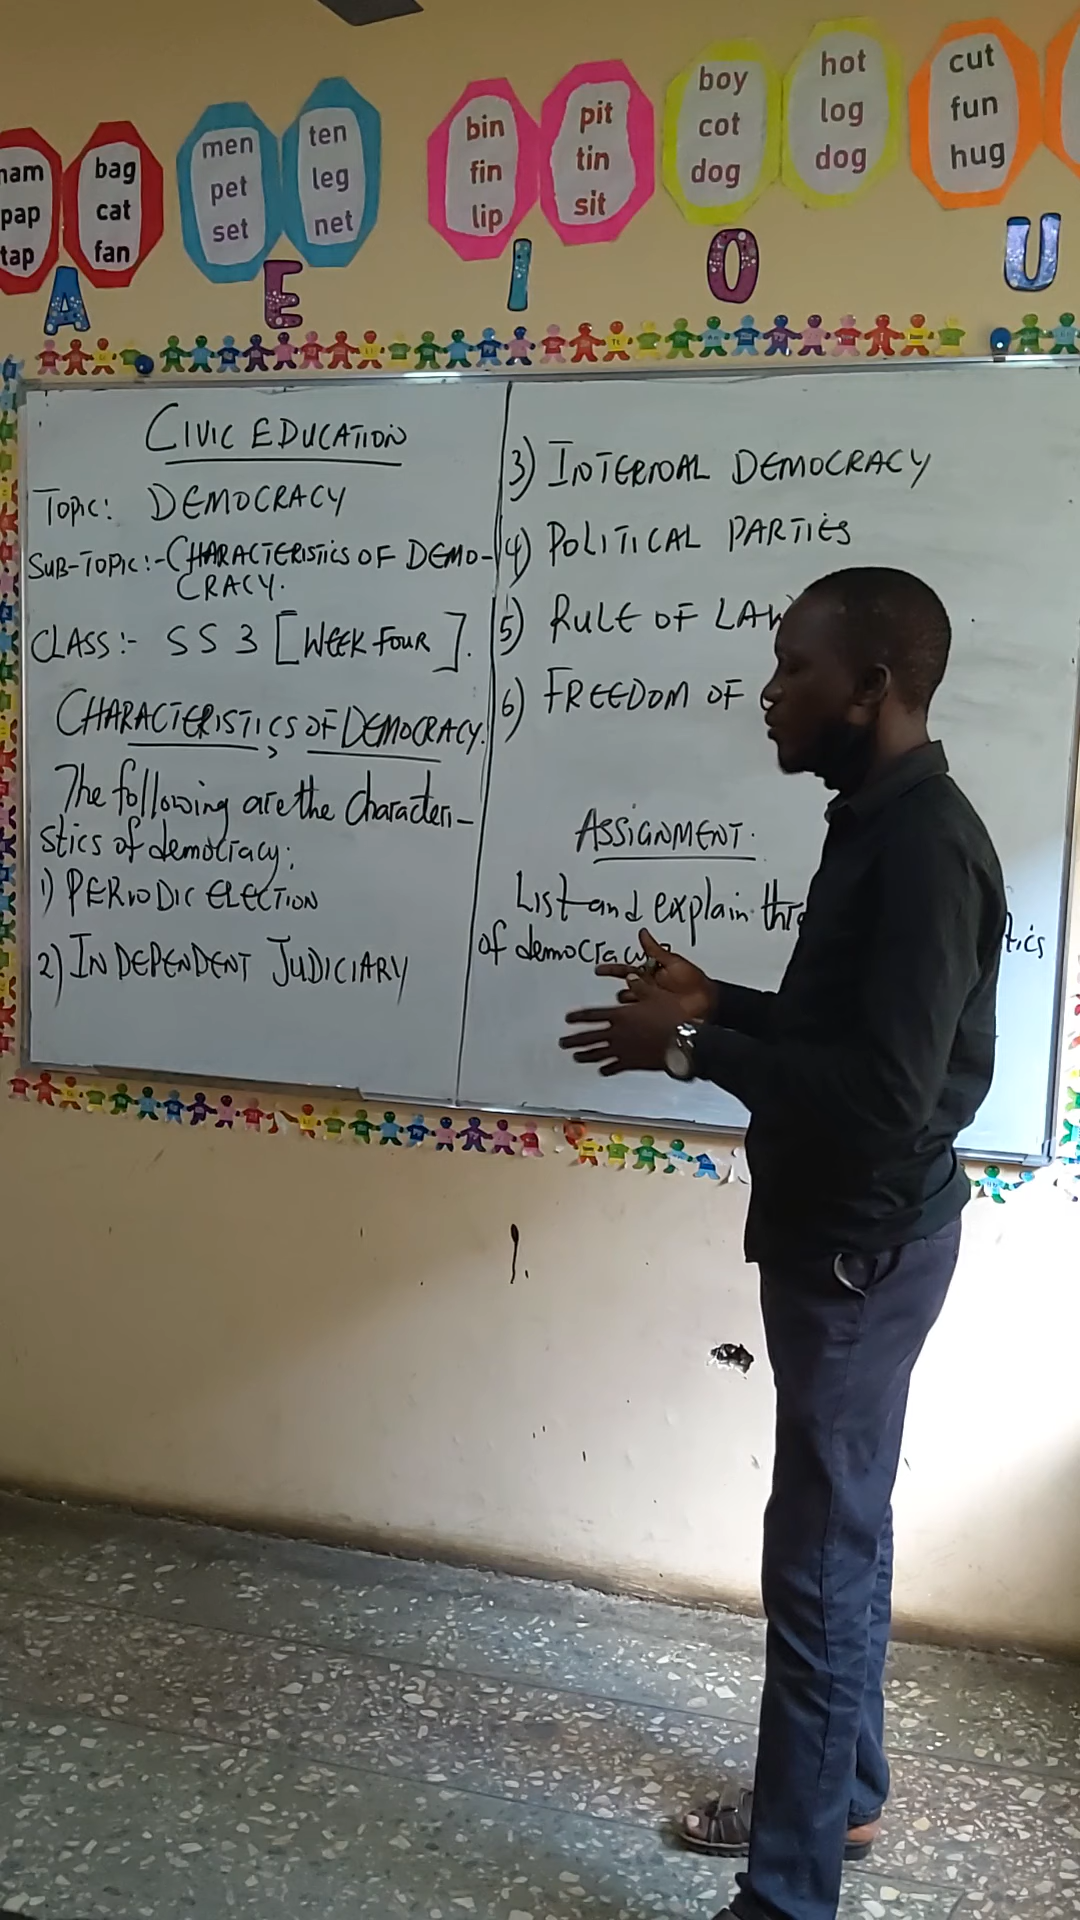 nam
pap
tap
bag
cat
fan
men
pet
set
ten
leg
net
bin
fin
lip
pit
tin
sit
boy
cot
dog
hot
log
dog
cut
fun
hug
A E I O U
CIVIC EDUCATION
TOPIC: DEMOCRACY
SUB-TOPIC:- CHARACTERISTICS OF DEMO-
CRACY.
CLASS:- SS 3 [WEEK FOUR].
CHARACTERISTICS OF DEMOCRACY.
The following are the characteri-
stics of democracy:
1) PERIODIC ELECTION
2) INDEPENDENT JUDICIARY
3) INTERNAL DEMOCRACY
4) POLITICAL PARTIES
5) RULE OF LAW
6) FREEDOM OF
ASSIGNMENT.
List and explain
of democracy